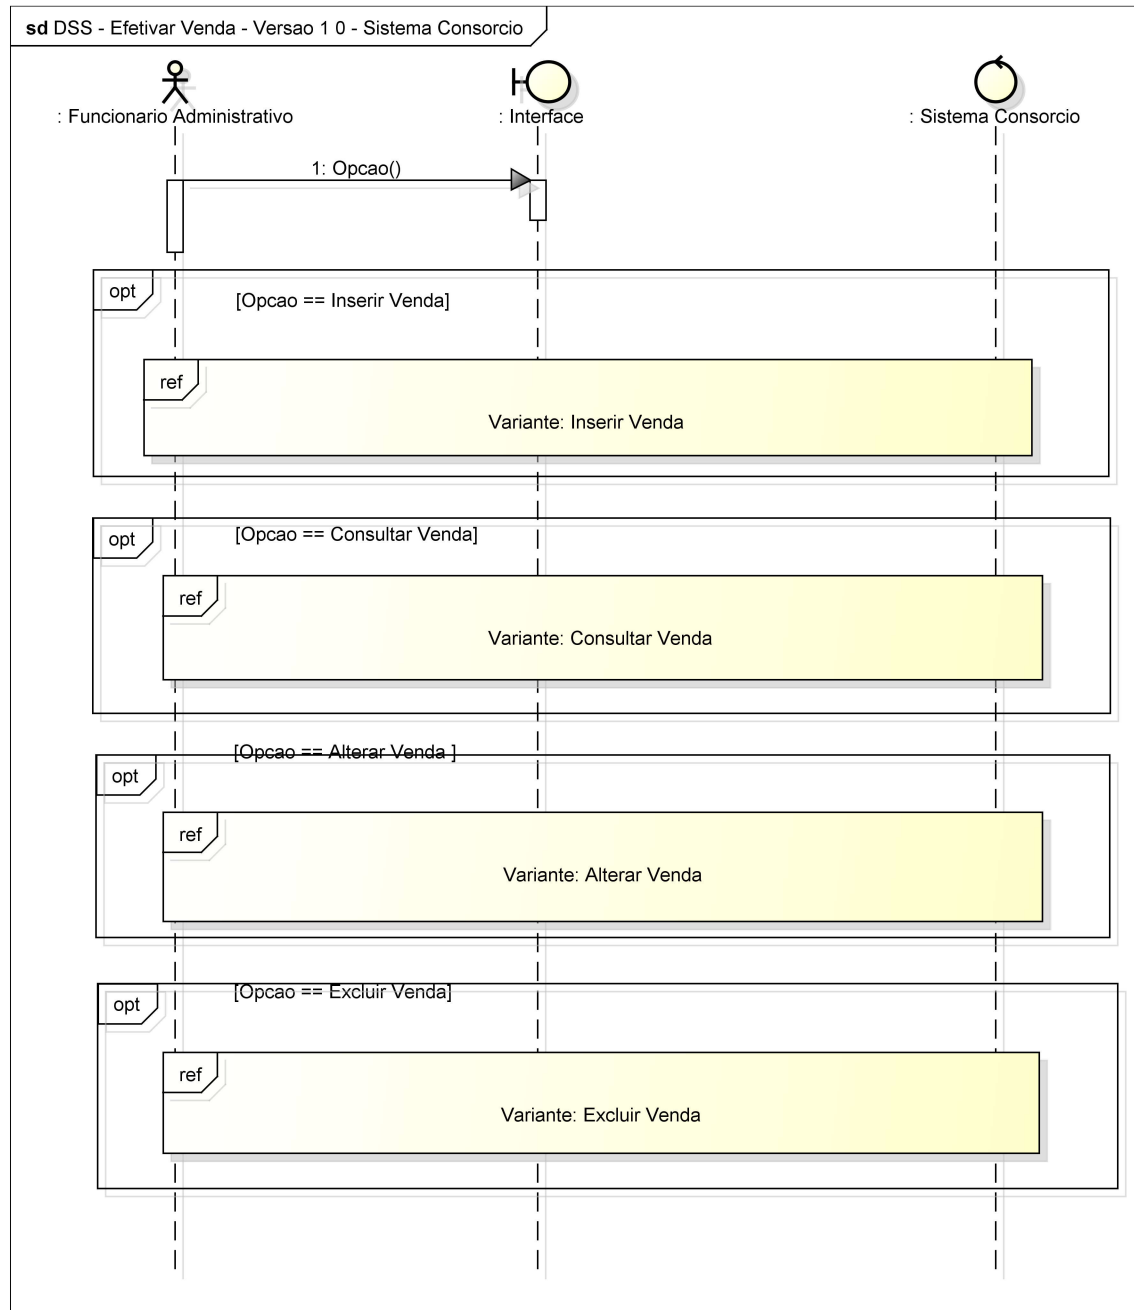 sd DSS - Efetivar Venda - Versao 1 0 - Sistema Consorcio
: Funcionario Administrativo
: Interface
: Sistema Consorcio
1: Opcao()
opt
[Opcao == Inserir Venda]
ref
Variante: Inserir Venda
opt
[Opcao == Consultar Venda]
ref
Variante: Consultar Venda
[Opcao == Alterar Venda ]
opt
ref
Variante: Alterar Venda
[Opcao == Excluir Venda]
opt
ref
Variante: Excluir Venda